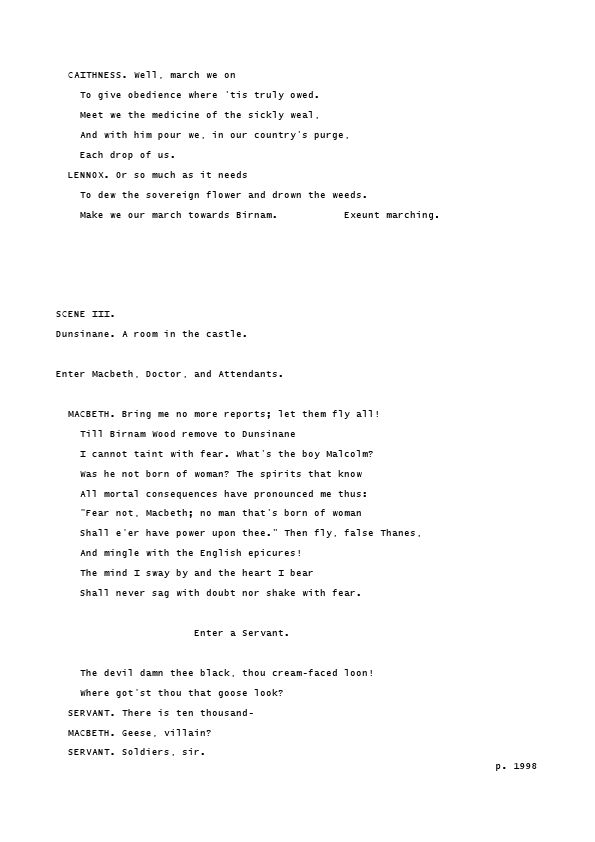 CAITHNESS. Well, march we on
To give obedience where 'tis truly owed.
Meet we the medicine of the sickly weal,
And with him pour we, in our country's purge,
Each drop of us.
LENNOX. Or so much as it needs
To dew the sovereign flower and drown the weeds.
Make we our march towards Birnam. Exeunt marching.
SCENE III.
Dunsinane. A room in the castle.
Enter Macbeth, Doctor, and Attendants.
MACBETH. Bring me no more reports; let them fly all!
Till Birnam Wood remove to Dunsinane
I cannot taint with fear. What's the boy Malcolm?
Was he not born of woman? The spirits that know
All mortal consequences have pronounced me thus:
"Fear not, Macbeth; no man that's born of woman
Shall e'er have power upon thee." Then fly, false Thanes,
And mingle with the English epicures!
The mind I sway by and the heart I bear
Shall never sag with doubt nor shake with fear.
Enter a Servant.
The devil damn thee black, thou cream-faced loon!
Where got'st thou that goose look?
SERVANT. There is ten thousand-
MACBETH. Geese, villain?
SERVANT. Soldiers, sir.
p. 1998